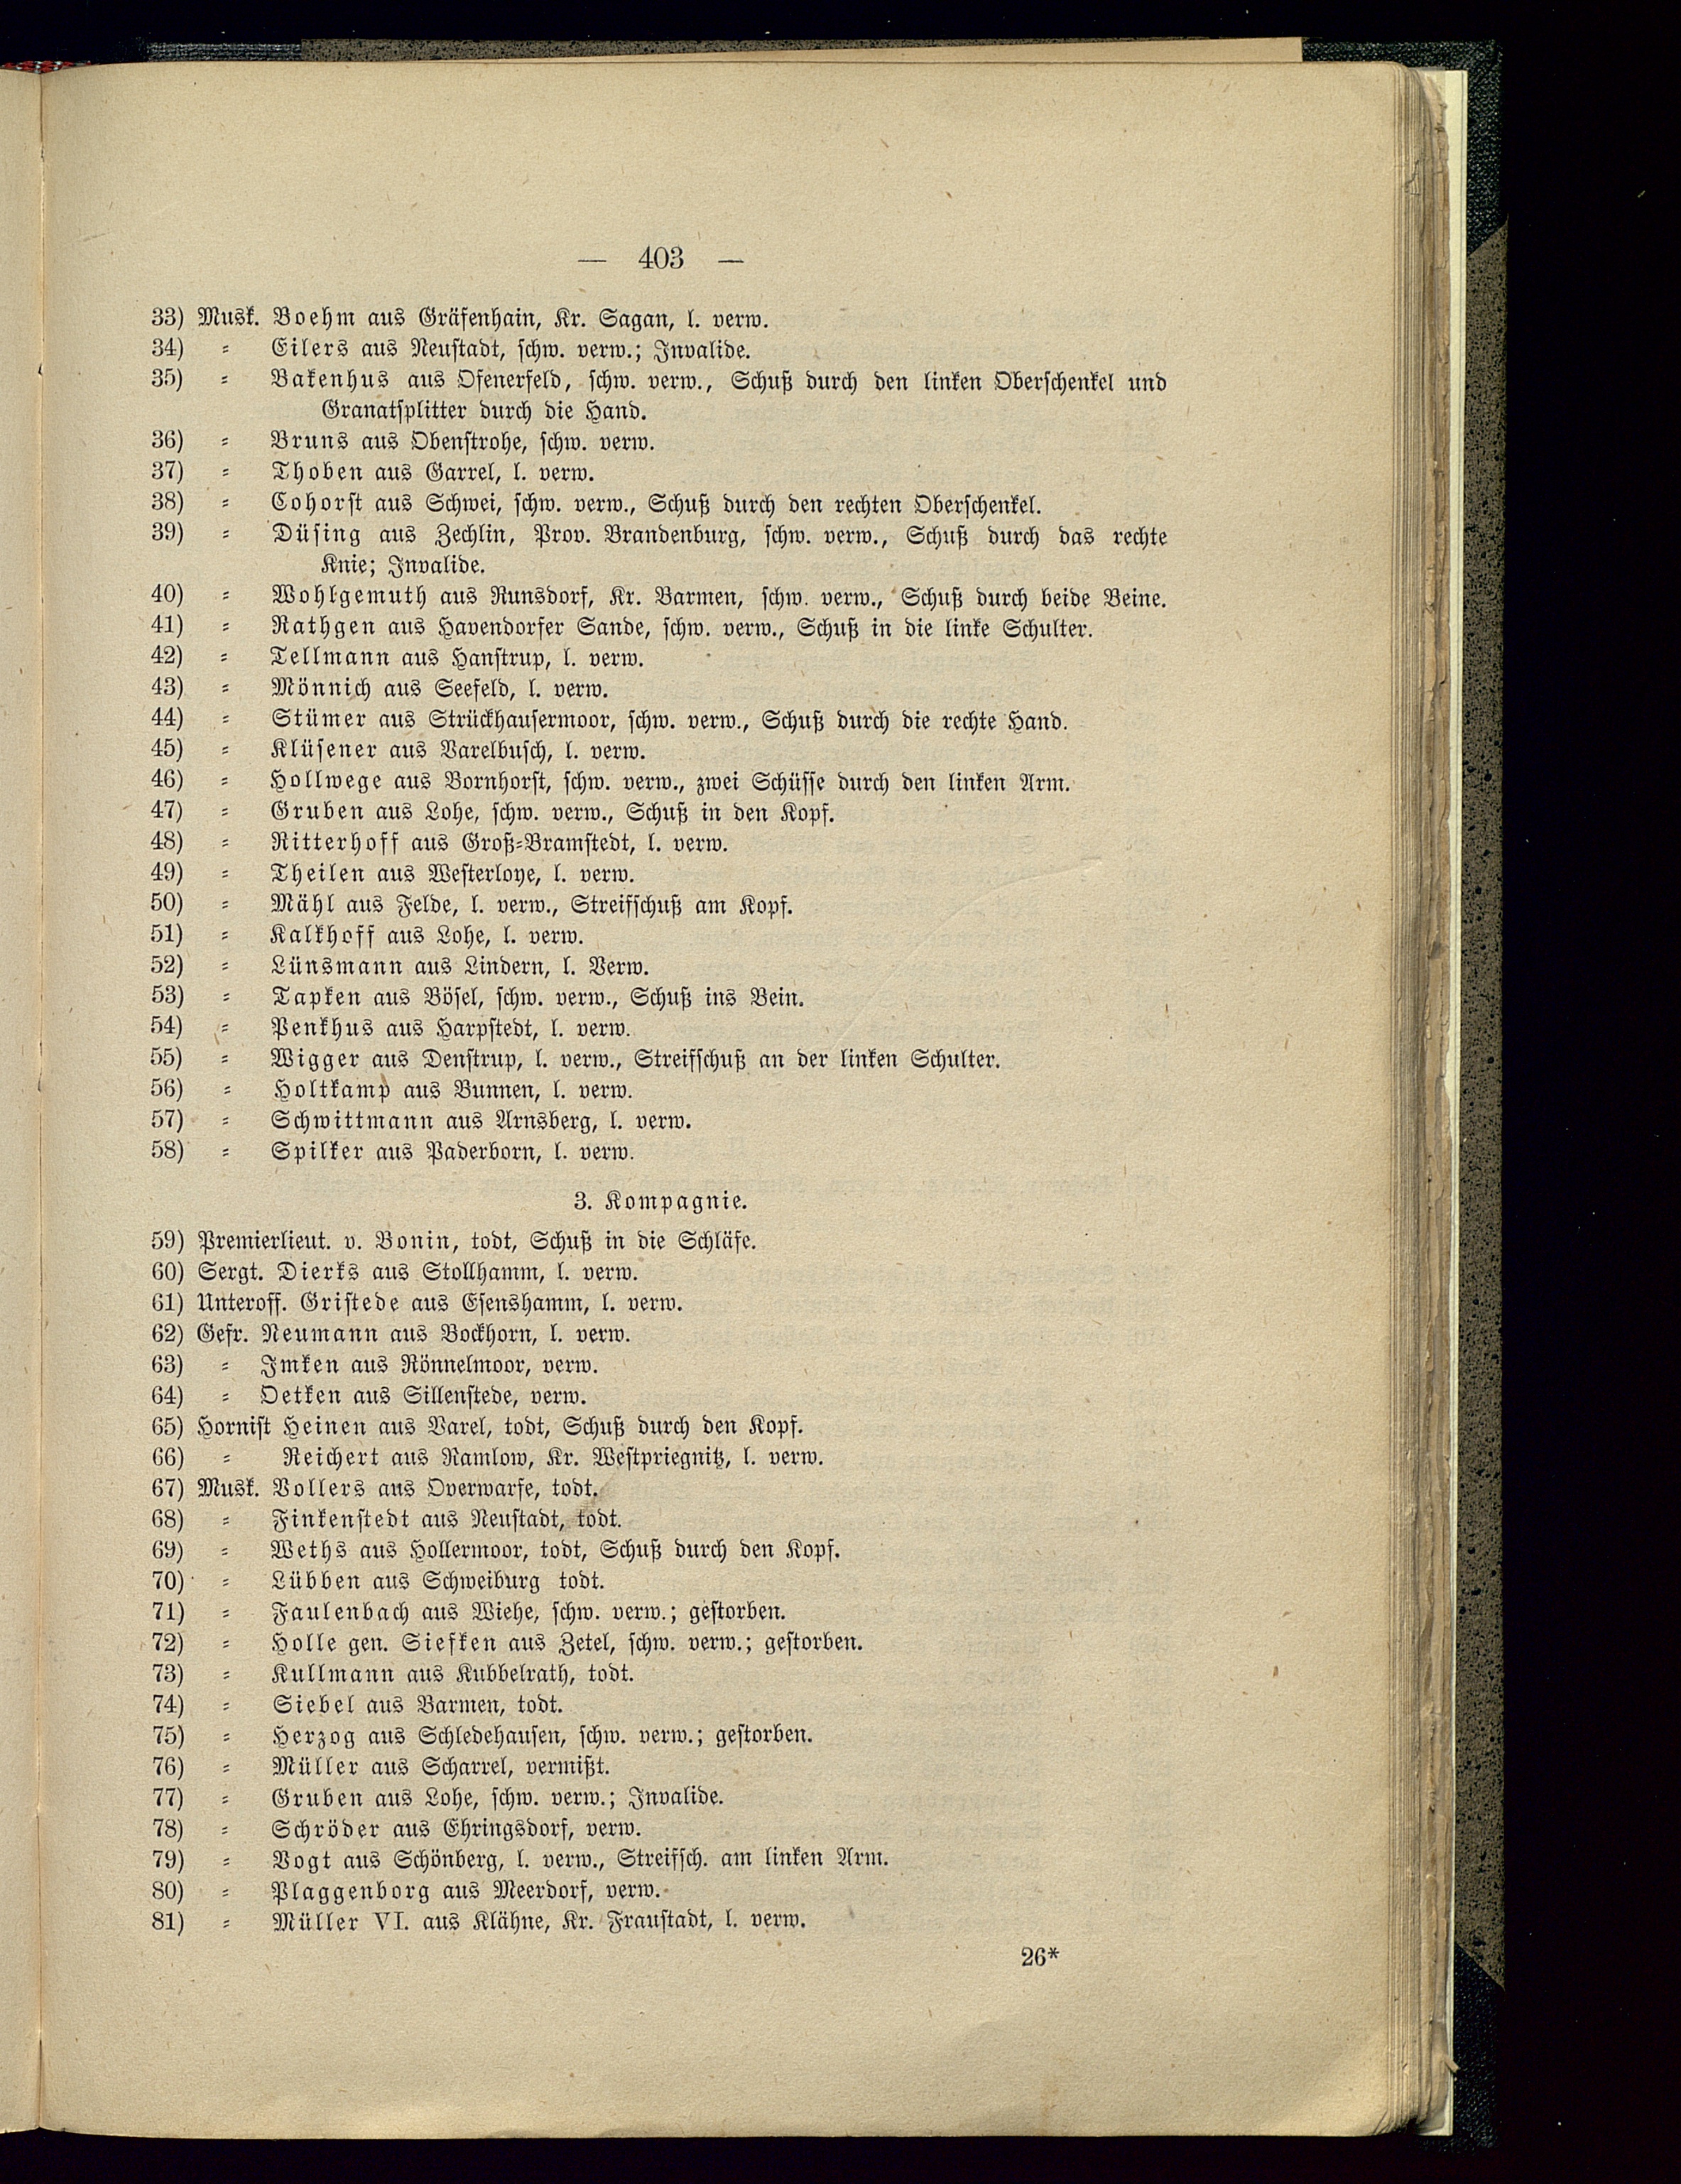 — 403 —
33) Musk. Boehm aus Gräfenhain, Kr. Sagan, l. verw.
34) = Eilers aus Neustadt, schw. verw.; Invalide.
35) = Bakenhus aus Ofenerfeld, schw. verw., Schuß durch den linken Oberschenkel und
Granatsplitter durch die Hand.
36) = Bruns aus Obenstrohe, schw. verw.
37) = Thoben aus Garrel, l. verw.
38) = Cohorst aus Schwei, schw. verw., Schuß durch den rechten Oberschenkel.
39) = Düsing aus Zechlin, Prov. Brandenburg, schw. verw., Schuß durch das rechte
Knie; Invalide.
40) = Wohlgemuth aus Runsdorf, Kr. Barmen, schw. verw., Schuß durch beide Beine.
41) = Rathgen aus Havendorfer Sande, schw. verw., Schuß in die linke Schulter.
42) = Tellmann aus Hanstrup, l. verw.
43) = Mönnich aus Seefeld, l. verw.
44) = Stümer aus Strückhausermoor, schw. verw., Schuß durch die rechte Hand.
45) = Klüsener aus Varelbusch, l. verw.
46) = Hollwege aus Bornhorst, schw. verw., zwei Schüsse durch den linken Arm.
47) = Gruben aus Lohe, schw. verw., Schuß in den Kopf.
48) = Ritterhoff aus Groß=Bramstedt, l. verw.
49) = Theilen aus Westerloye, l. verw.
50) = Mähl aus Felde, l. verw., Streifschuß am Kopf.
51) = Kalkhoff aus Lohe, l. verw.
52) = Lünsmann aus Lindern, l. Verw.
53) = Tapken aus Bösel, schw. verw., Schuß ins Bein.
54) = Penkhus aus Harpstedt, l. verw.
55) = Wigger aus Denstrup, l. verw., Streifschuß an der linken Schulter.
56) = Holtkamp aus Bunnen, l. verw.
57) = Schwittmann aus Arnsberg, l. verw.
58) = Spilker aus Paderborn, l. verw.
3. Kompagnie.
59) Premierlieut. v. Bonin, todt, Schuß in die Schläfe.
60) Sergt. Dierks aus Stollhamm, l. verw.
61) Unteroff. Gristede aus Esenshamm, l. verw.
62) Gefr. Neumann aus Bockhorn, l. verw.
63) = Imken aus Rönnelmoor, verw.
64) = Oetken aus Sillenstede, verw.
65) Hornist Heinen aus Varel, todt, Schuß durch den Kopf.
66) = Reichert aus Ramlow, Kr. Westpriegnitz, l. verw.
67) Musk. Vollers aus Overwarfe, todt.
68) = Finkenstedt aus Neustadt, todt.
69) = Weths aus Hollermoor, todt, Schuß durch den Kopf.
70) = Lübben aus Schweiburg todt.
71) = Faulenbach aus Wiehe, schw. verw.; gestorben.
72) = Holle gen. Siefken aus Zetel, schw. verw.; gestorben.
73) = Kullmann aus Kubbelrath, todt.
74) = Siebel aus Barmen, todt.
75) = Herzog aus Schledehausen, schw. verw.; gestorben.
76) = Müller aus Scharrel, vermißt.
77) = Gruben aus Lohe, schw. verw.; Invalide.
78) = Schröder aus Ehringsdorf, verw.
79) = Vogt aus Schönberg, l. verw., Streifsch. am linken Arm.
80) = Plaggenborg aus Meerdorf, verw.
81) = Müller VI. aus Klähne, Kr. Fraustadt, l. verw.
26*